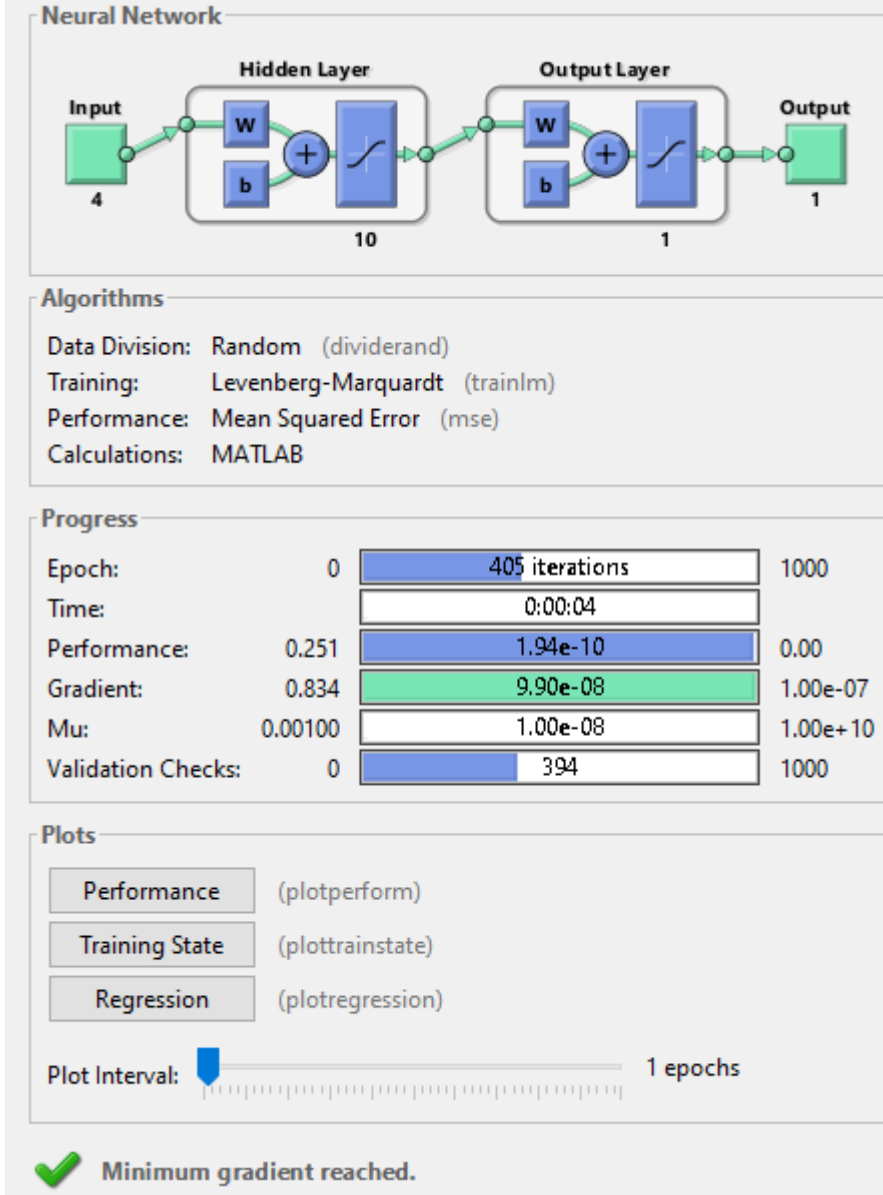 Neural Network
Hidden Layer Output Layer
Input Output
W W
+ +
b b
4 1
10 1
Algorithms
Data Division: Random (dividerand)
Training: Levenberg-Marquardt (trainlm)
Performance: Mean Squared Error (mse)
Calculations: MATLAB
Progress
Epoch: 0 405 iterations 1000
Time: 0:00:04
Performance: 0.251 1.94e-10 0.00
Gradient: 0.834 9.90e-08 1.00e-07
Mu: 0.00100 1.00e-08 1.00e+10
Validation Checks: 0 394 1000
Plots
Performance (plotperform)
Training State (plottrainstate)
Regression (plotregression)
Plot Interval: 1 epochs
Minimum gradient reached.